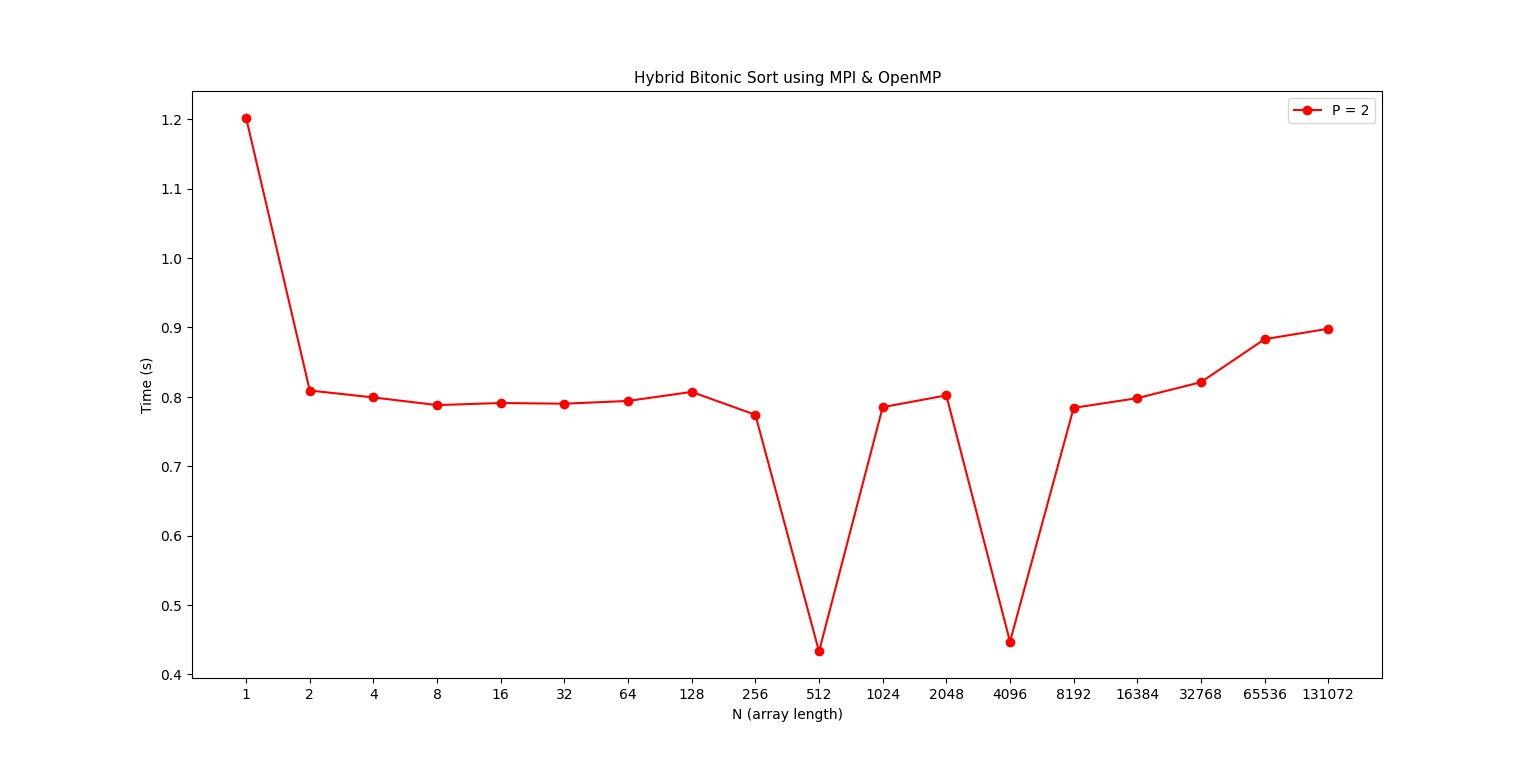 Hybrid Bitonic Sort using MPI & OpenMP
P = 2
1.2
1.1
1.0
0.9
0.8
0.7
0.6
0.5
0.4
Time (s)
1 2 4 8 16 32 64 128 256 512 1024 2048 4096 8192 16384 32768 65536 131072
N (array length)